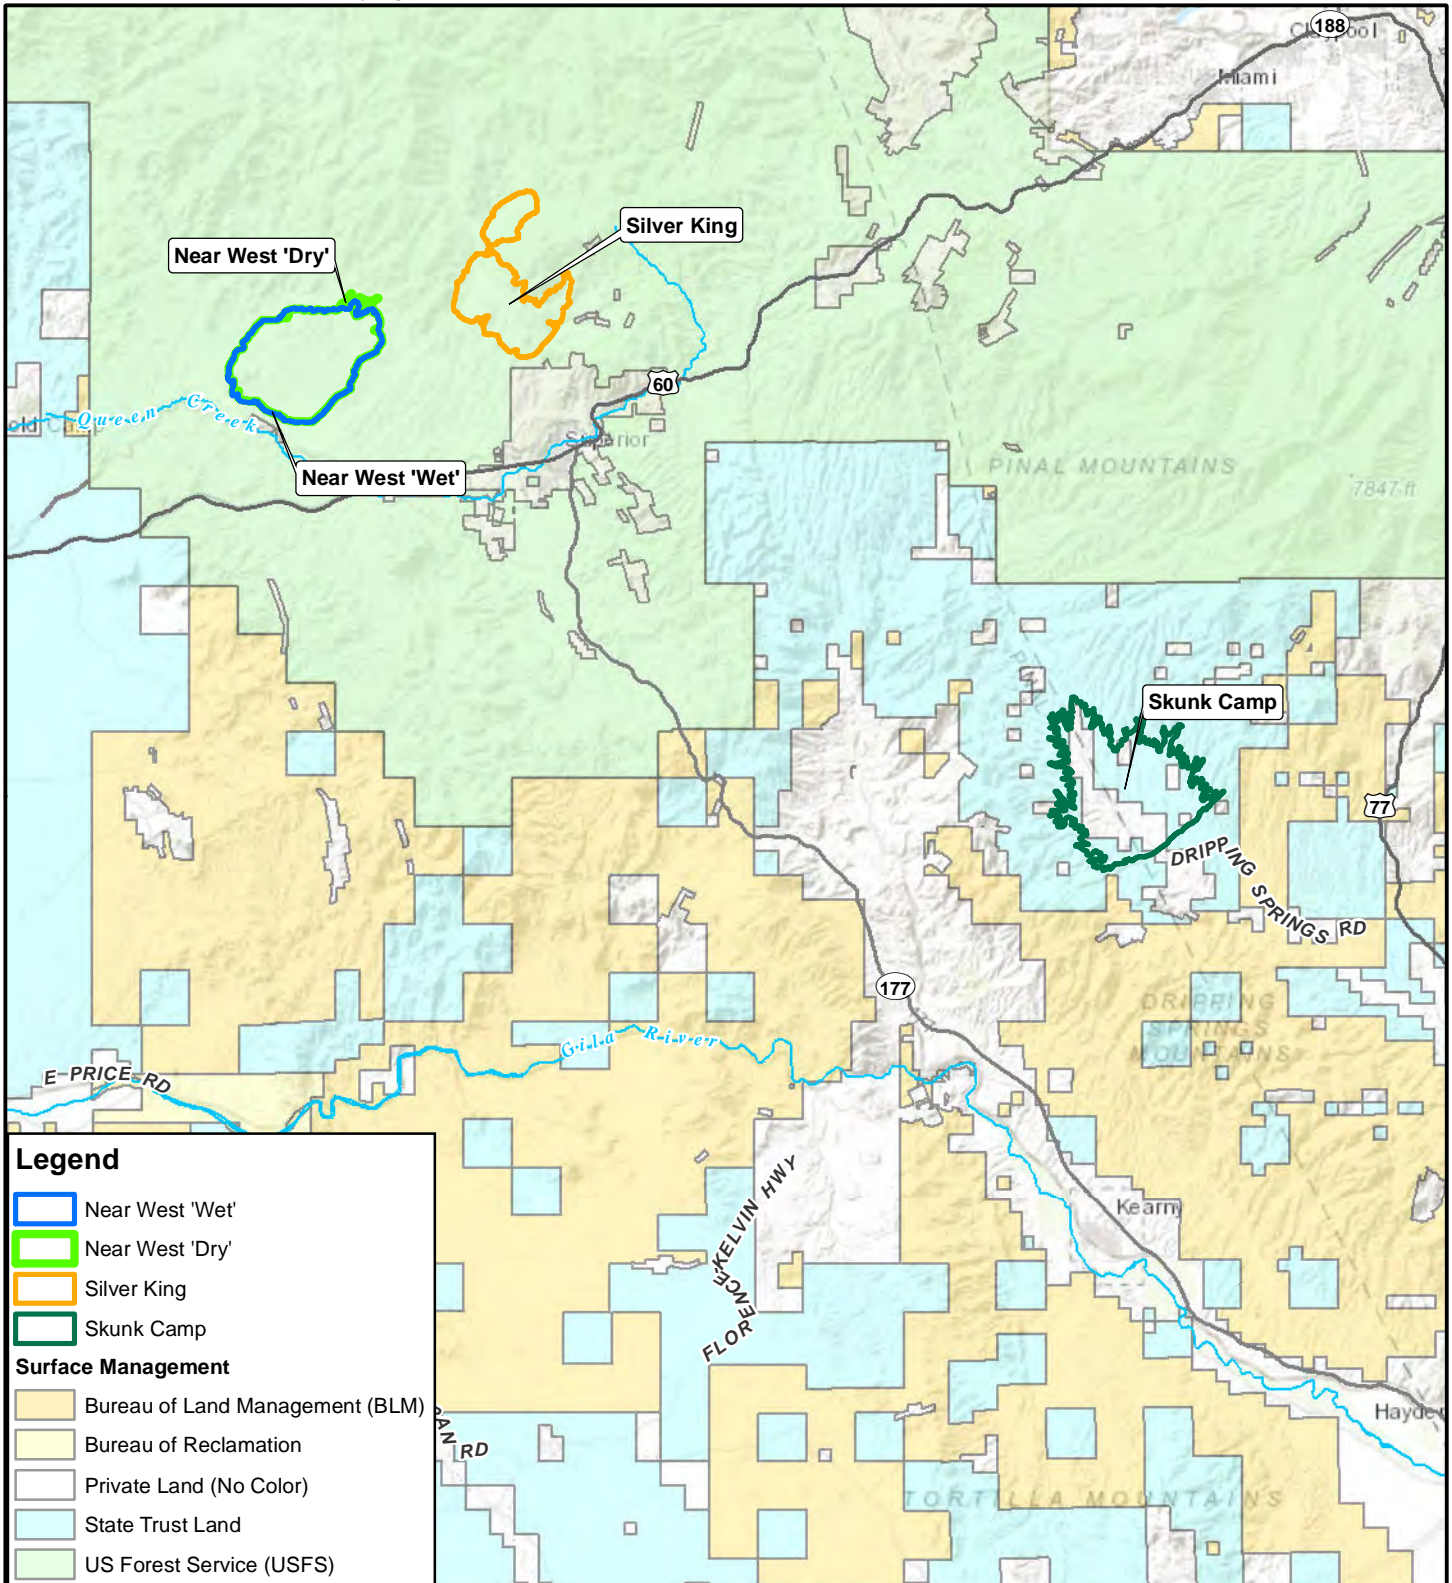 188
Miami
Silver King
Near West 'Dry'
60
Queen Creek
Superior
Near West 'Wet'
PINAL MOUNTAINS
7847 ft
Skunk Camp
77
DRIPPING SPRINGS RD
177
DRIPPING
SPRINGS
MOUNTAINS
Gila River
E PRICE RD
FLORENCE-KELVIN HWY
Kearny
RD
TORTILLA MOUNTAINS
Legend
Near West 'Wet'
Near West 'Dry'
Silver King
Skunk Camp
Surface Management
Bureau of Land Management (BLM)
Bureau of Reclamation
Private Land (No Color)
State Trust Land
US Forest Service (USFS)